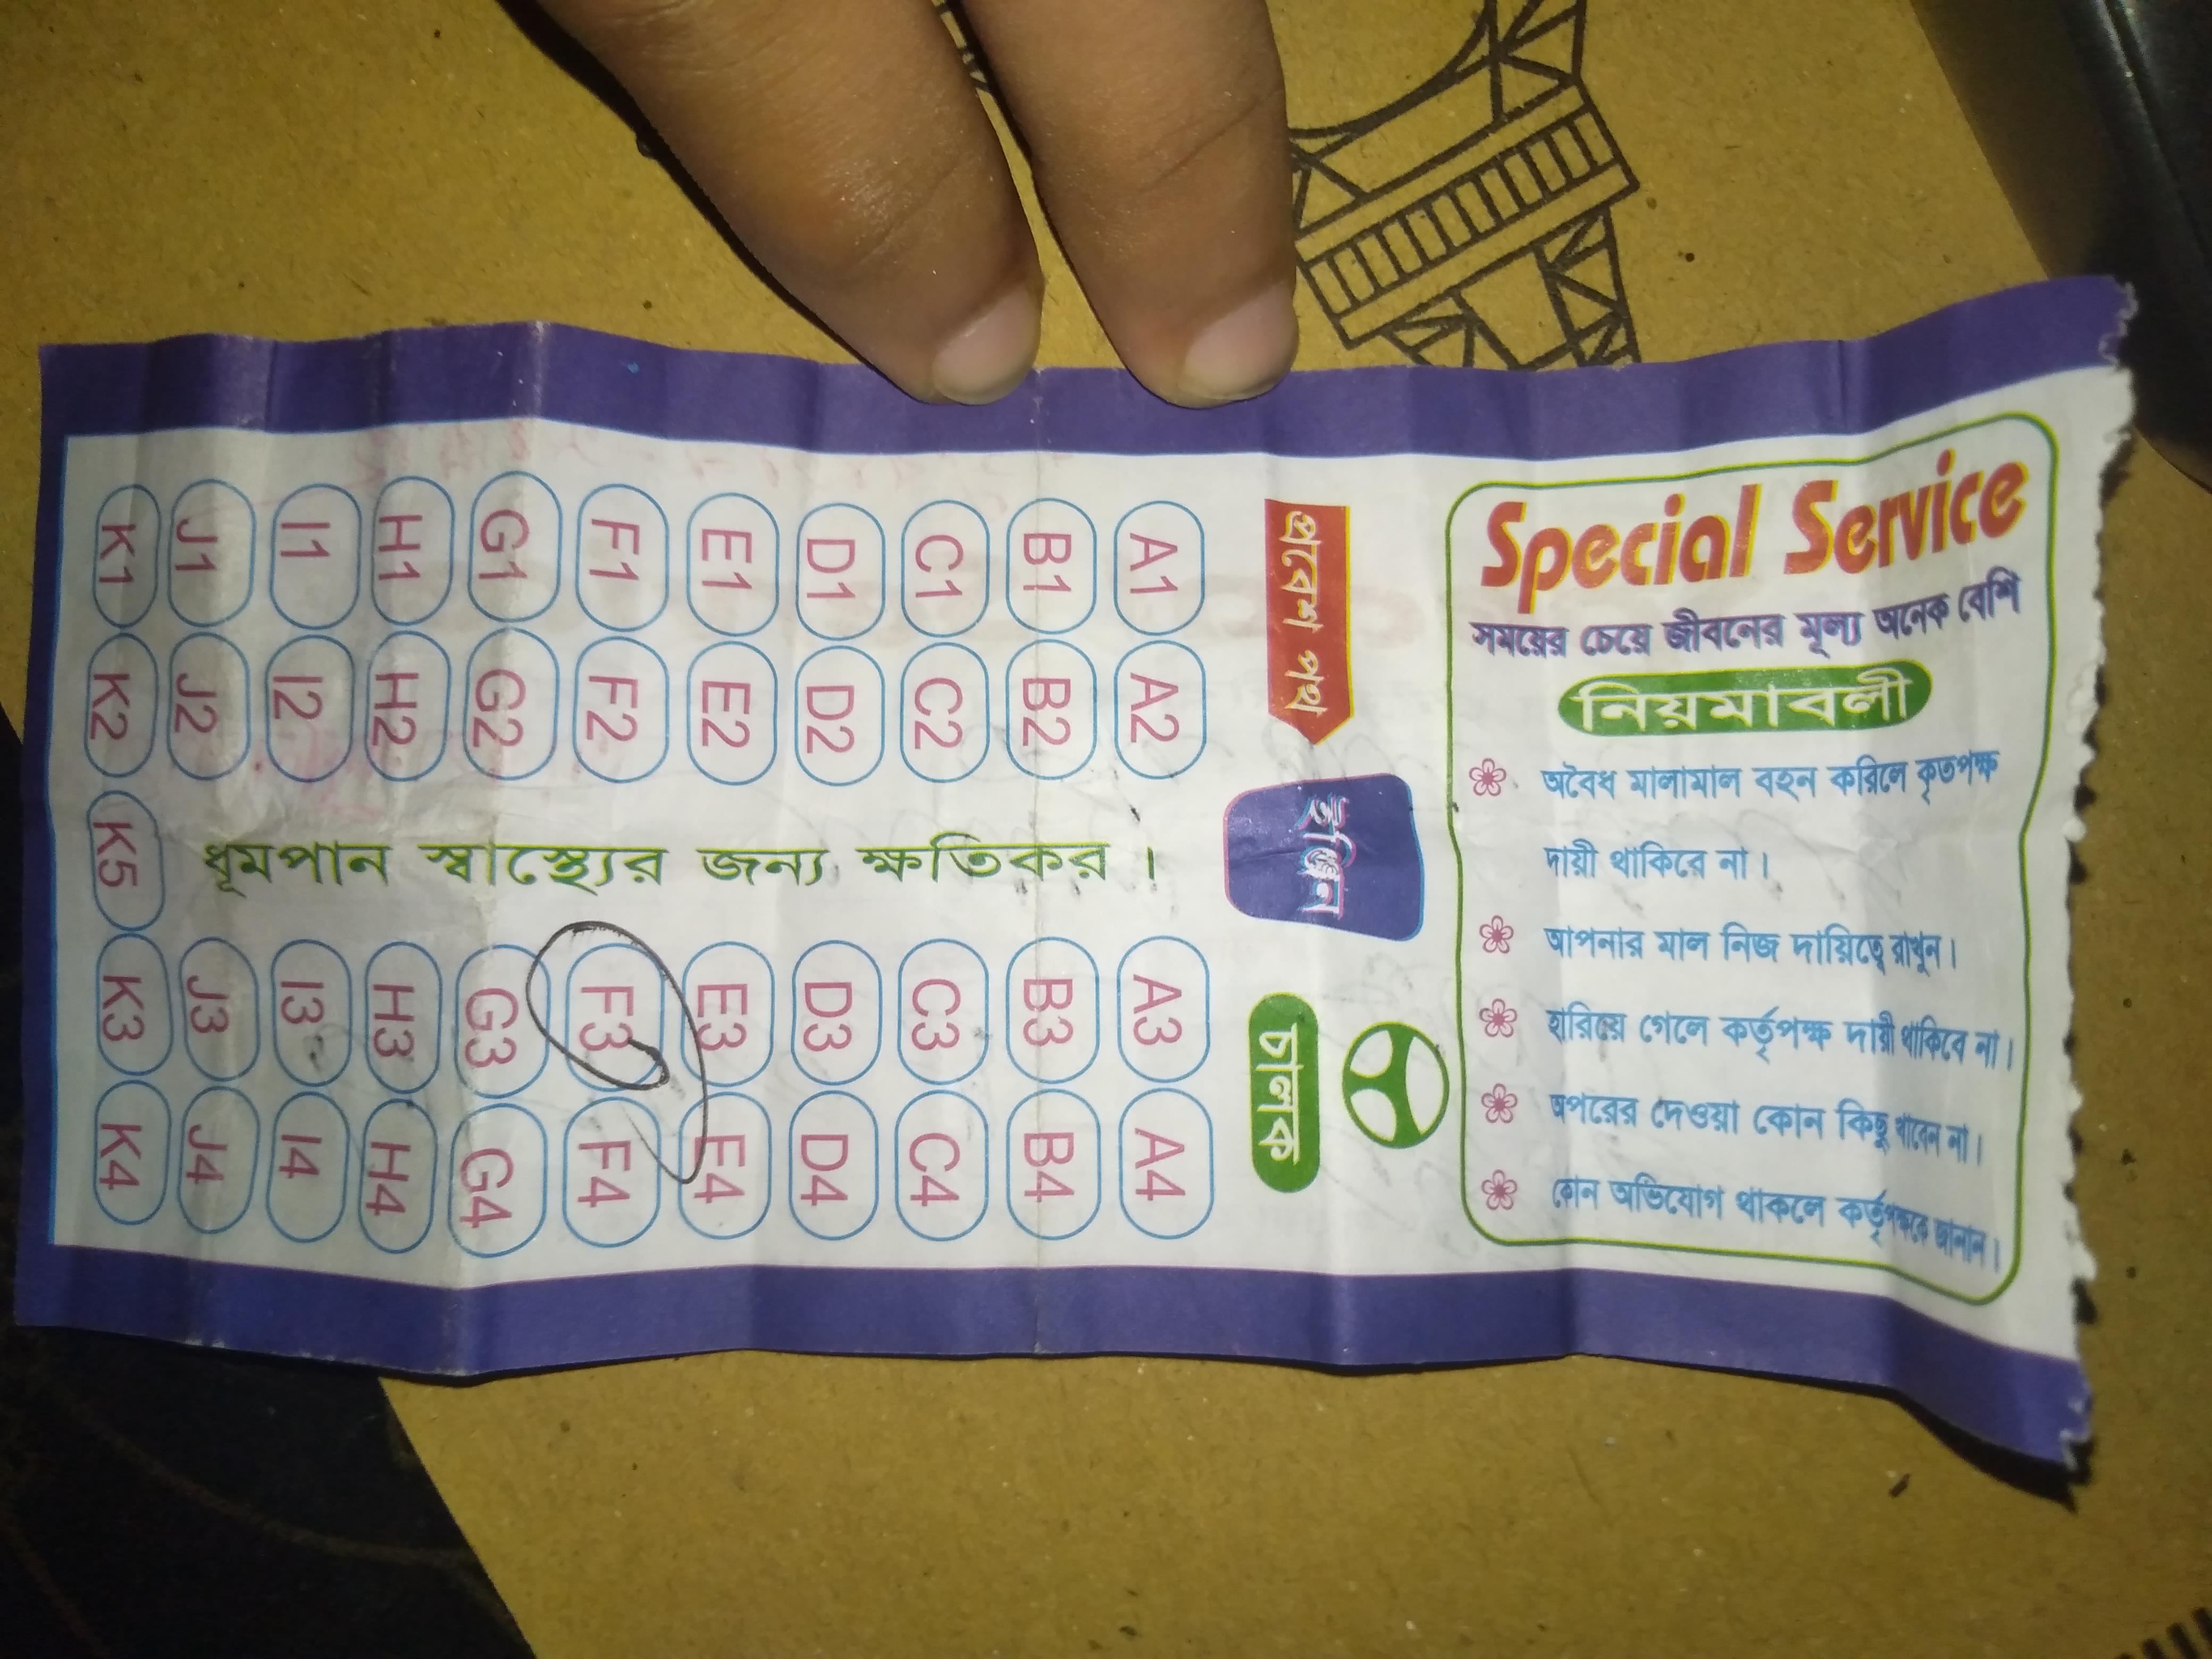 Special Service
সময়ের চেয়ে জীবনের মূল্য অনেক বেশি
নিয়মাবলী
অবৈধ মালামাল বহন করিলে কৃতপক্ষ
দায়ী থাকিরে না।
আপনার মাল নিজ দায়িত্বে রাখুন।
হারিয়ে গেলে কর্তৃপক্ষ দায়ী থাকিবে না।
অপরের দেওয়া কোন কিছু খাবেন না।
কোন অভিযোগ থাকলে কর্তৃপক্ষকে জানান।
প্রবেশ পথ
ইঞ্জিন
চালক
A1 A2 A3 A4
B1 B2 B3 B4
C1 C2 C3 C4
D1 D2 D3 D4
E1 E2 E3 E4
F1 F2 F3 F4
G1 G2 G3 G4
H1 H2 H3 H4
I1 I2 I3 I4
J1 J2 J3 J4
K1 K2 K5 K3 K4
ধূমপান স্বাস্থ্যের জন্য ক্ষতিকর।